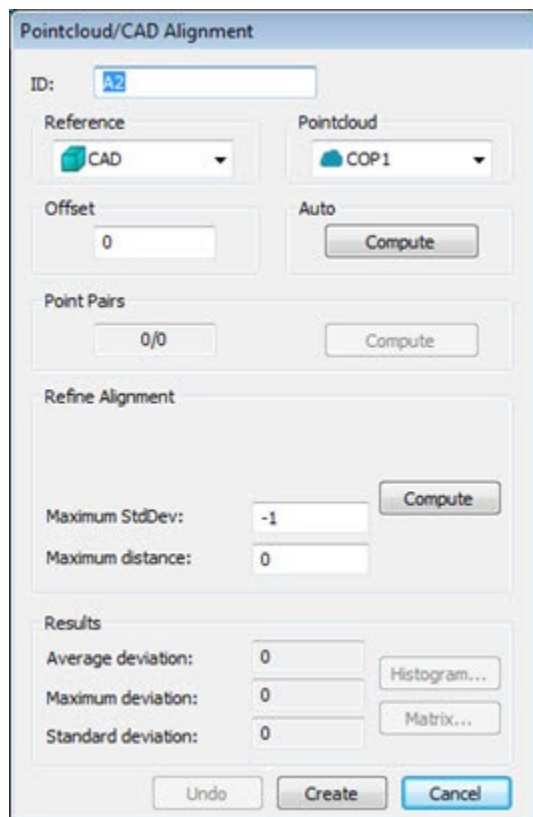 Pointcloud/CAD Alignment
ID: A2
Reference Pointcloud
CAD COP1
Offset Auto
0 Compute
Point Pairs
0/0 Compute
Refine Alignment
Compute
Maximum StdDev: -1
Maximum distance: 0
Results
Average deviation: 0
Histogram...
Maximum deviation: 0
Matrix...
Standard deviation: 0
Undo Create Cancel